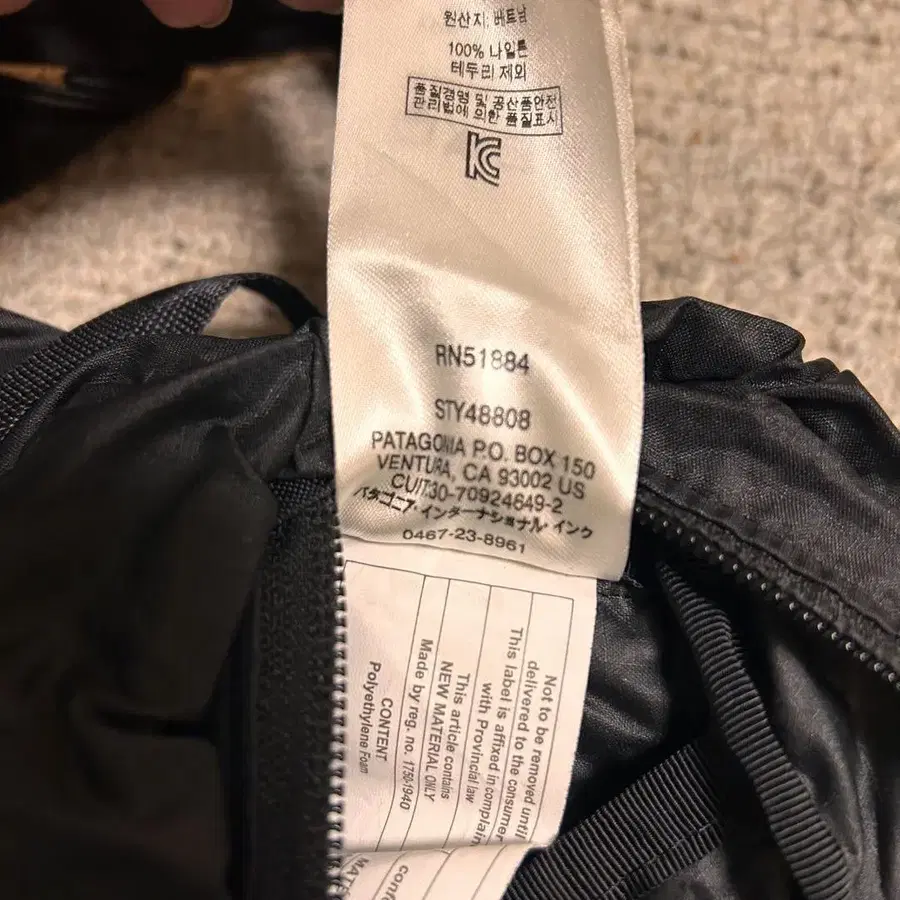 원산지: 베트남
100% 나일론
테두리 제외
품질경영 및 공산품안전
관리법에 의한 품질표시
KC
RN51884
STY48808
PATAGONIA P.O. BOX 150
VENTURA, CA 93002 US
CUIT30-70924649-2
パタゴニア・インターナショナル・インク
0467-23-8961
Not to be removed until
delivered to the consumer
This label is affixed in
with Provincial law
This article contains
NEW MATERIAL ONLY
Made by reg. no. 1750-1940
CONTENT
Polyethylene Foam